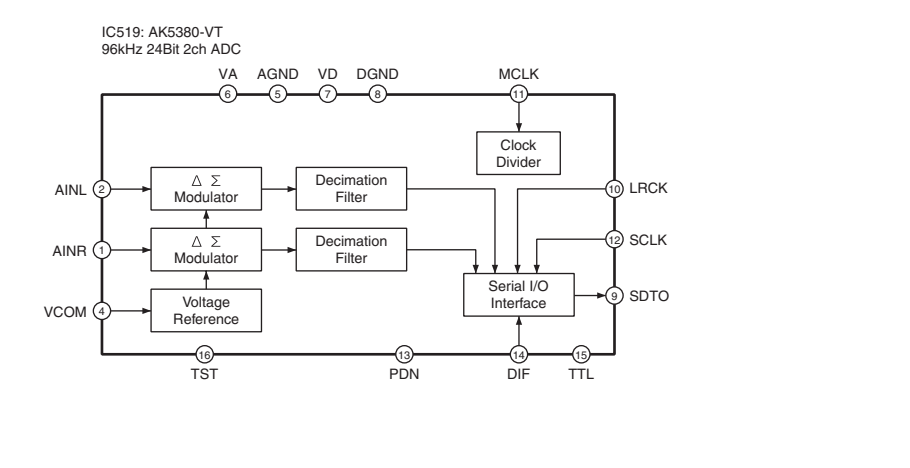 IC519: AK5380-VT
96kHz 24Bit 2ch ADC
VA AGND VD DGND MCLK
6 5 7 8 11
Clock
Divider
AINL 2
Δ Σ
Modulator
Decimation
Filter
10 LRCK
AINR 1
Δ Σ
Modulator
Decimation
Filter
12 SCLK
VCOM 4
Voltage
Reference
Serial I/O
Interface
9 SDTO
16 13 14 15
TST PDN DIF TTL